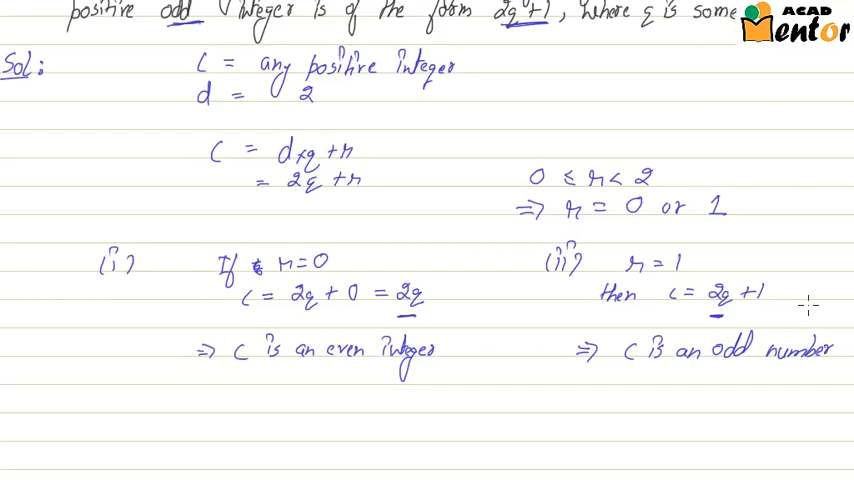 positive odd integer is of the form 2q+1, where q is some
ACAD
Mentor
Sol:
C = any positive integer
d = 2
C = d×q+r
= 2q+r
0 ≤ r < 2
⇒ r = 0 or 1
(i) If r=0
C = 2q+0 = 2q
⇒ C is an even integer
(ii) r=1
then C = 2q+1
⇒ C is an odd number